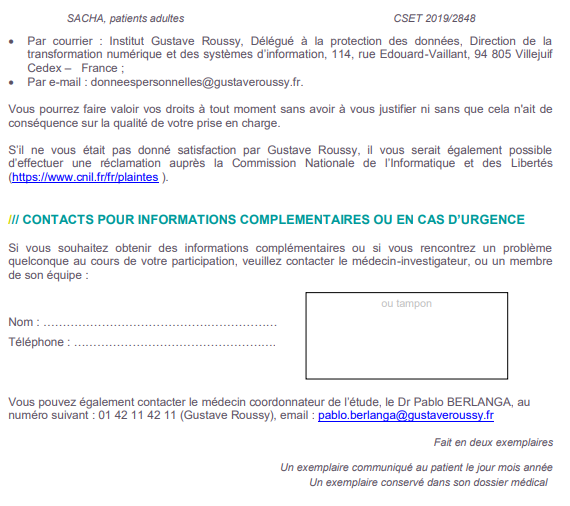 SACHA, patients adultes CSET 2019/2848
• Par courrier : Institut Gustave Roussy, Délégué à la protection des données, Direction de la
transformation numérique et des systèmes d'information, 114, rue Edouard-Vaillant, 94 805 Villejuif
Cedex – France ;
• Par e-mail : donneespersonnelles@gustaveroussy.fr.
Vous pourrez faire valoir vos droits à tout moment sans avoir à vous justifier ni sans que cela n'ait de
conséquence sur la qualité de votre prise en charge.
S'il ne vous était pas donné satisfaction par Gustave Roussy, il vous serait également possible
d'effectuer une réclamation auprès la Commission Nationale de l'Informatique et des Libertés
(https://www.cnil.fr/fr/plaintes ).
/// CONTACTS POUR INFORMATIONS COMPLEMENTAIRES OU EN CAS D'URGENCE
Si vous souhaitez obtenir des informations complémentaires ou si vous rencontrez un problème
quelconque au cours de votre participation, veuillez contacter le médecin-investigateur, ou un membre
de son équipe :
ou tampon
Nom : ……………………………………………………
Téléphone : ……………………………………………
Vous pouvez également contacter le médecin coordonnateur de l'étude, le Dr Pablo BERLANGA, au
numéro suivant : 01 42 11 42 11 (Gustave Roussy), email : pablo.berlanga@gustaveroussy.fr
Fait en deux exemplaires
Un exemplaire communiqué au patient le jour mois année
Un exemplaire conservé dans son dossier médical